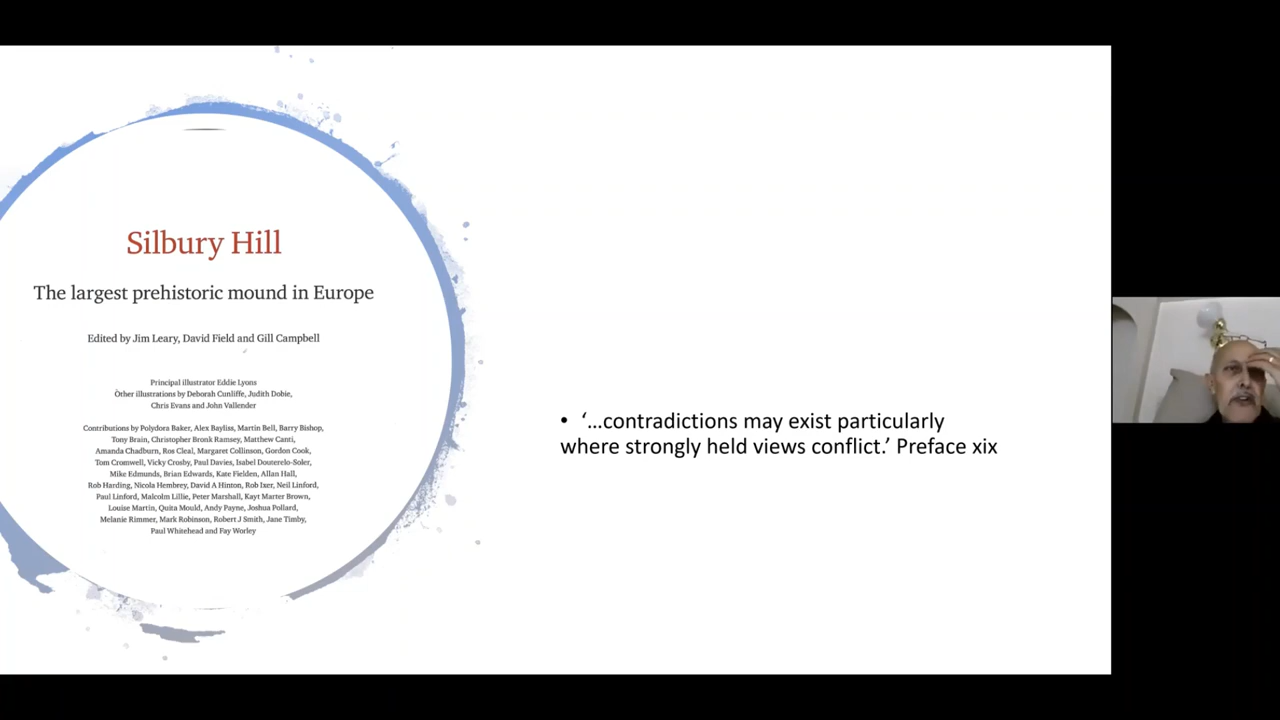 Silbury Hill
The largest prehistoric mound in Europe
Edited by Jim Leary, David Field and Gill Campbell
Principal illustrator Eddie Lyons
Other illustrations by Deborah Cunliffe, Judith Dobie,
Chris Evans and John Vallender
Contributions by Polydora Baker, Alex Bayliss, Martin Bell, Barry Bishop,
Tony Brain, Christopher Bronk Ramsey, Matthew Canti,
Amanda Chadburn, Ros Cleal, Margaret Collinson, Gordon Cook,
Tom Cromwell, Vicky Crosby, Paul Davies, Isabel Douterelo-Soler,
Mike Edmunds, Brian Edwards, Kate Fielden, Allan Hall,
Rob Harding, Nicola Hembrey, David A Hinton, Rob Ixer, Neil Linford,
Paul Linford, Malcolm Lillie, Peter Marshall, Kayt Marter Brown,
Louise Martin, Quita Mould, Andy Payne, Joshua Pollard,
Melanie Rimmer, Mark Robinson, Robert J Smith, Jane Timby,
Paul Whitehead and Fay Worley
• ‘…contradictions may exist particularly
where strongly held views conflict.’ Preface xix